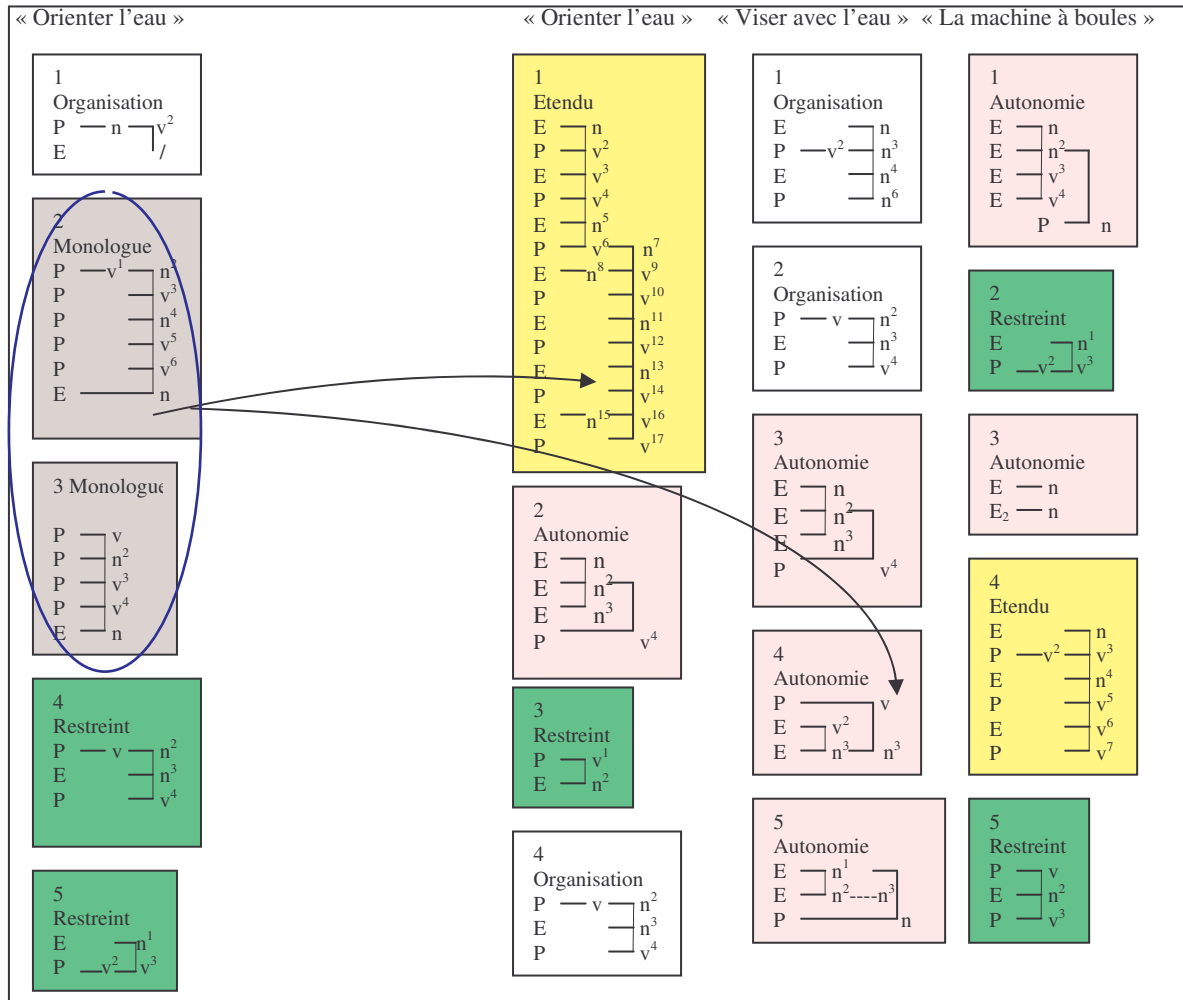 « Orienter l’eau »
1
Organisation
P n v²
E /
2
Monologue
P v¹ n²
P v³
P n⁴
P v⁵
P v⁶
E n
3 Monologue
P v
P n²
P v³
P v⁴
E n
4
Restreint
P v n²
E n³
P v⁴
5
Restreint
E n¹
P v² v³
« Orienter l’eau »
1
Etendu
E n
P v²
E v³
P v⁴
E n⁵
P v⁶ n⁷
E n⁸ v⁹
P v¹⁰
E n¹¹
P v¹²
E n¹³
P v¹⁴
E n¹⁵ v¹⁶
P v¹⁷
2
Autonomie
E n
E n²
E n³
P v⁴
3
Restreint
P v¹
E n²
4
Organisation
P v n²
E n³
P v⁴
« Viser avec l’eau »
1
Organisation
E n
P v² n³
E n⁴
P n⁶
2
Organisation
P v n²
E n³
P v⁴
3
Autonomie
E n
E n²
E n³
P v⁴
4
Autonomie
P v
E v²
E n³ n³
5
Autonomie
E n¹
E n²----n³
P n
« La machine à boules »
1
Autonomie
E n
E n²
E v³
E v⁴
P n
2
Restreint
E n¹
P v² v³
3
Autonomie
E n
E₂ n
4
Etendu
E n
P v² v³
E n⁴
P v⁵
E v⁶
P v⁷
5
Restreint
P v
E n²
P v³